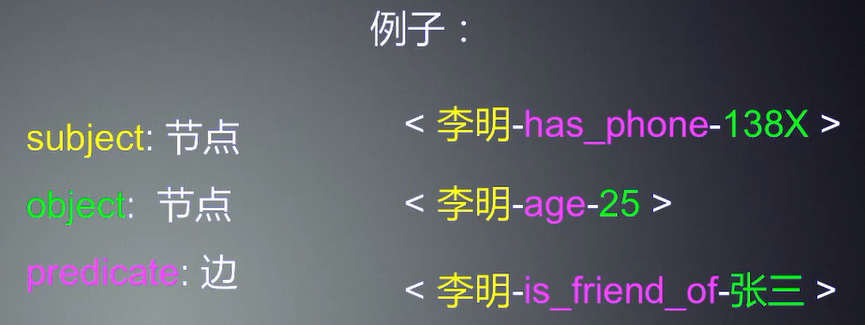 例子：
subject: 节点
object: 节点
predicate: 边
< 李明-has_phone-138X >
< 李明-age-25 >
< 李明-is_friend_of-张三 >